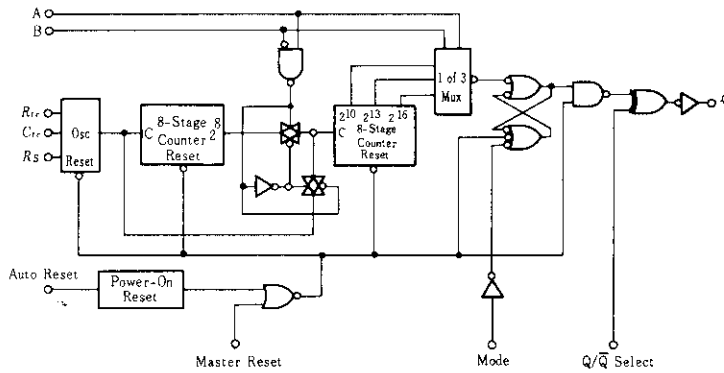 A
B
1 of 3
Mux
Rtc
Ctc
RS
Osc
Reset
C
8-Stage
Counter
Reset
2^8
2^10 2^13 2^16
C
8-Stage
Counter
Reset
Auto Reset
Power-On
Reset
Master Reset
Mode
Q/Q̅ Select